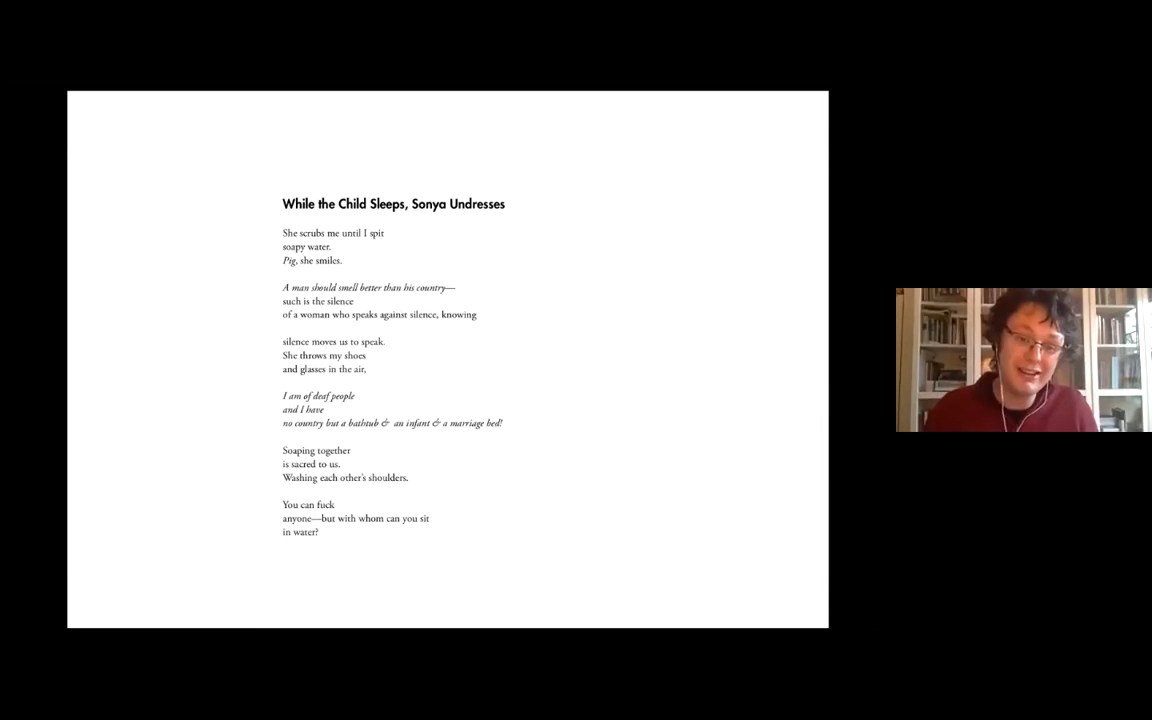 While the Child Sleeps, Sonya Undresses
She scrubs me until I spit
soapy water.
Pig, she smiles.
A man should smell better than his country—
such is the silence
of a woman who speaks against silence, knowing
silence moves us to speak.
She throws my shoes
and glasses in the air,
I am of deaf people
and I have
no country but a bathtub & an infant & a marriage bed!
Soaping together
is sacred to us.
Washing each other's shoulders.
You can fuck
anyone—but with whom can you sit
in water?